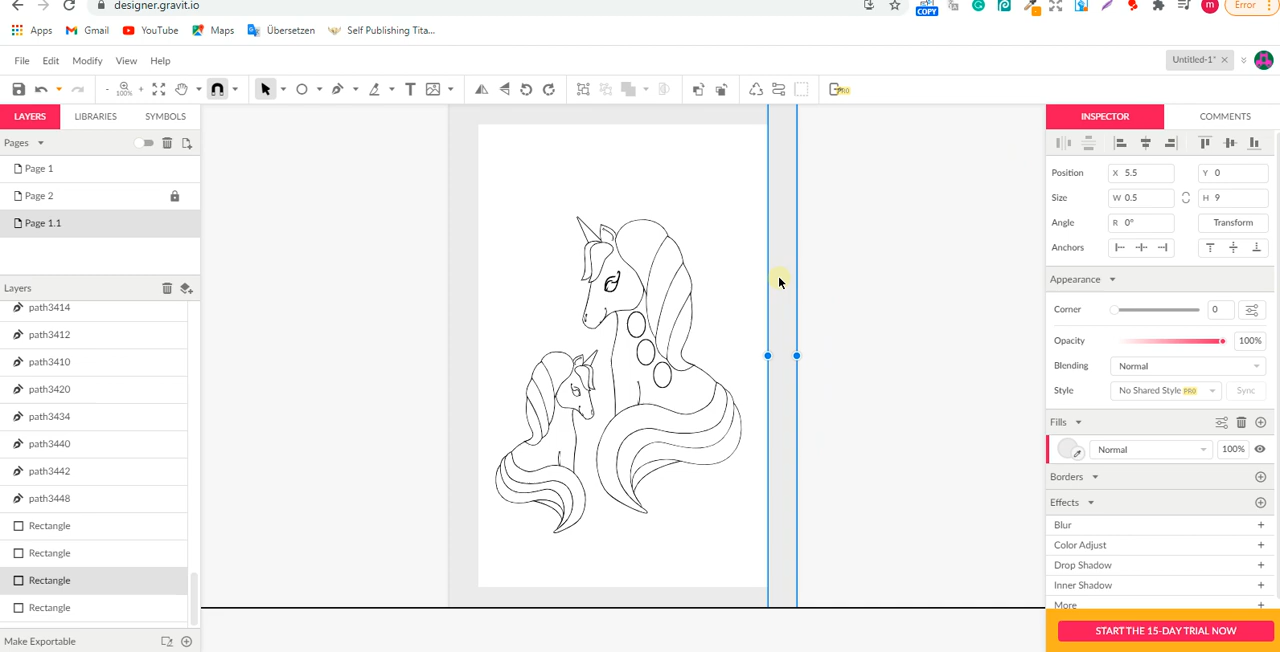 designer.gravit.io
COPY
m
Error
Apps Gmail YouTube Maps Übersetzen Self Publishing Tita...
File Edit Modify View Help
Untitled-1* ×
- 100% +
PRO
LAYERS LIBRARIES SYMBOLS
Pages
Page 1
Page 2
Page 1.1
Layers
path3414
path3412
path3410
path3420
path3434
path3440
path3442
path3448
Rectangle
Rectangle
Rectangle
Rectangle
Make Exportable
INSPECTOR COMMENTS
Position X 5.5 Y 0
Size W 0.5 H 9
Angle R 0° Transform
Anchors
Appearance
Corner 0
Opacity 100%
Blending Normal
Style No Shared Style PRO Sync
Fills
Normal 100%
Borders
Effects
Blur +
Color Adjust +
Drop Shadow +
Inner Shadow +
More +
START THE 15-DAY TRIAL NOW